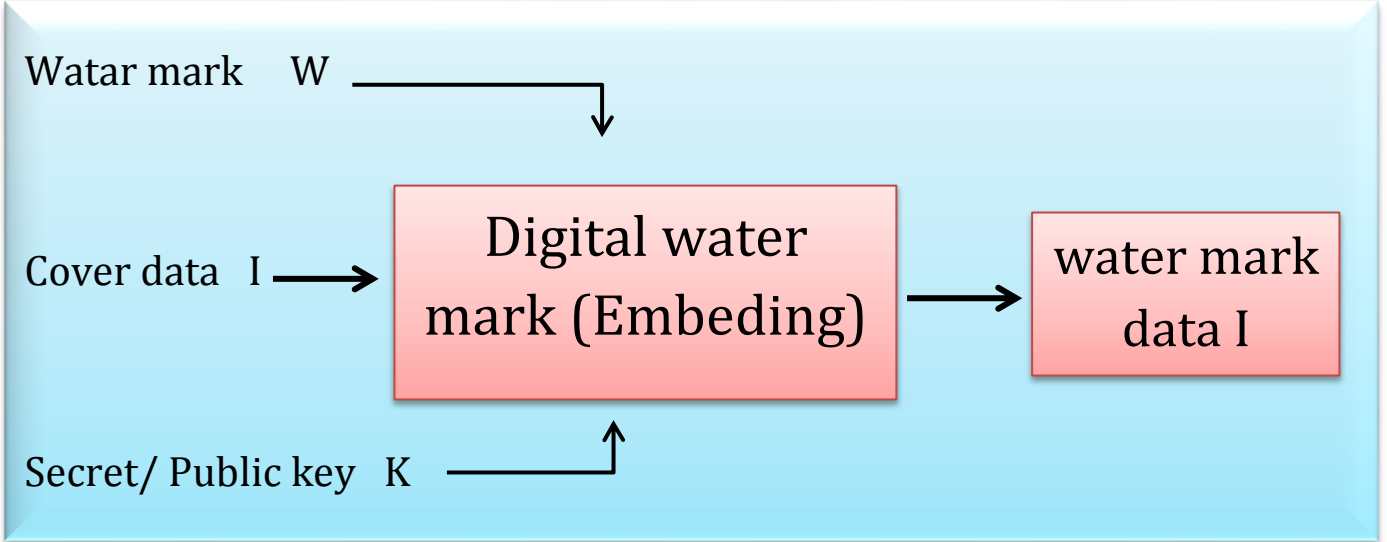 Watar mark W
Cover data I
Secret/ Public key K
Digital water
mark (Embeding)
water mark
data I